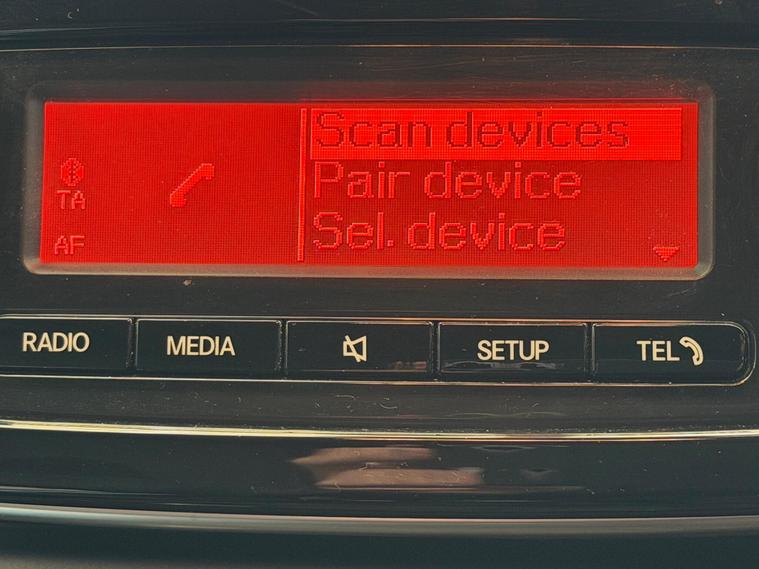 Scan devices
Pair device
TA
Sel. device
AF
RADIO
MEDIA
SETUP
TEL